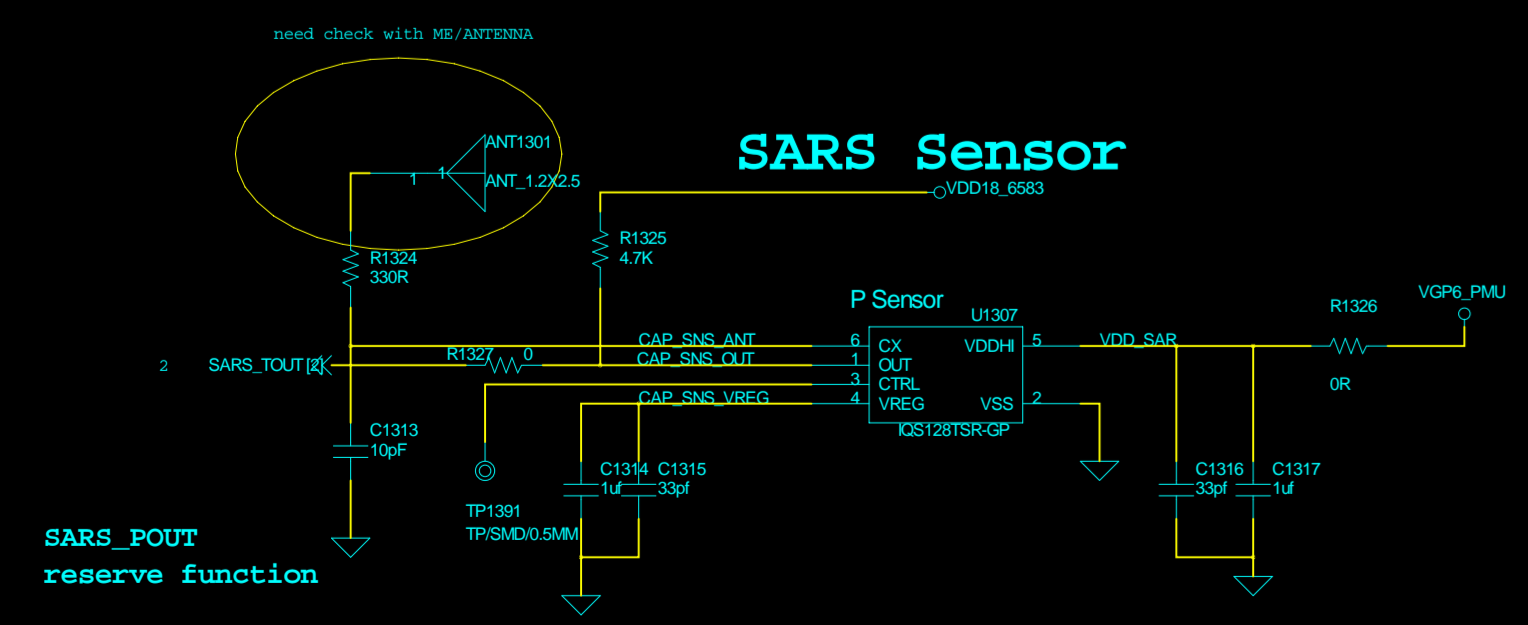 need check with ME/ANTENNA
SARS Sensor
ANT1301
1 1
ANT_1.2X2.5
VDD18_6583
R1325
4.7K
R1324
330R
P Sensor
U1307
R1326
VGP6_PMU
CAP_SNS_ANT 6 CX VDDHI 5 VDD_SAR
R1327 0 CAP_SNS_OUT 1 OUT
2 SARS_TOUT [2]
3 CTRL
0R
CAP_SNS_VREG 4 VREG VSS 2
IQS128TSR-GP
C1313
10pF
C1314 C1315
1uf 33pf
C1316 C1317
33pf 1uf
TP1391
TP/SMD/0.5MM
SARS_POUT
reserve function